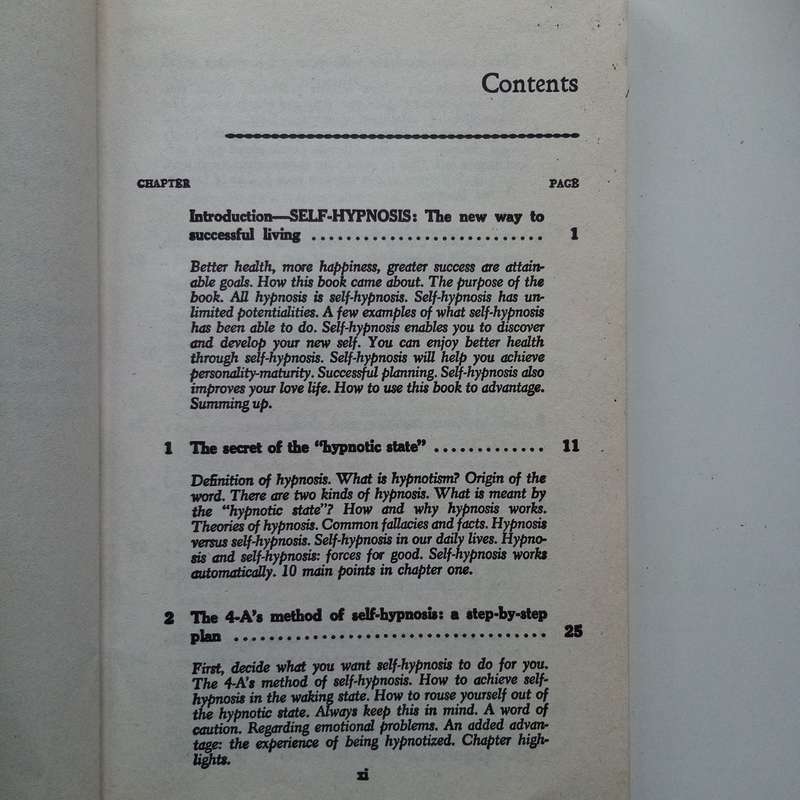 Contents
CHAPTER PAGE
Introduction—SELF-HYPNOSIS: The new way to
successful living ........................... 1
Better health, more happiness, greater success are attain-
able goals. How this book came about. The purpose of the
book. All hypnosis is self-hypnosis. Self-hypnosis has un-
limited potentialities. A few examples of what self-hypnosis
has been able to do. Self-hypnosis enables you to discover
and develop your new self. You can enjoy better health
through self-hypnosis. Self-hypnosis will help you achieve
personality-maturity. Successful planning. Self-hypnosis also
improves your love life. How to use this book to advantage.
Summing up.
1 The secret of the “hypnotic state” ............. 11
Definition of hypnosis. What is hypnotism? Origin of the
word. There are two kinds of hypnosis. What is meant by
the “hypnotic state”? How and why hypnosis works.
Theories of hypnosis. Common fallacies and facts. Hypnosis
versus self-hypnosis. Self-hypnosis in our daily lives. Hypno-
sis and self-hypnosis: forces for good. Self-hypnosis works
automatically. 10 main points in chapter one.
2 The 4-A's method of self-hypnosis: a step-by-step
plan .................................... 25
First, decide what you want self-hypnosis to do for you.
The 4-A's method of self-hypnosis. How to achieve self-
hypnosis in the waking state. How to rouse yourself out of
the hypnotic state. Always keep this in mind. A word of
caution. Regarding emotional problems. An added advan-
tage: the experience of being hypnotized. Chapter high-
lights.
xi